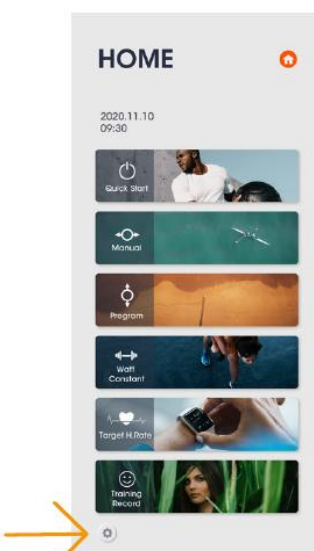 HOME
2020.11.10
09:30
Quick Start
Manual
Program
Watt
Constant
Target H.Rate
Training
Record